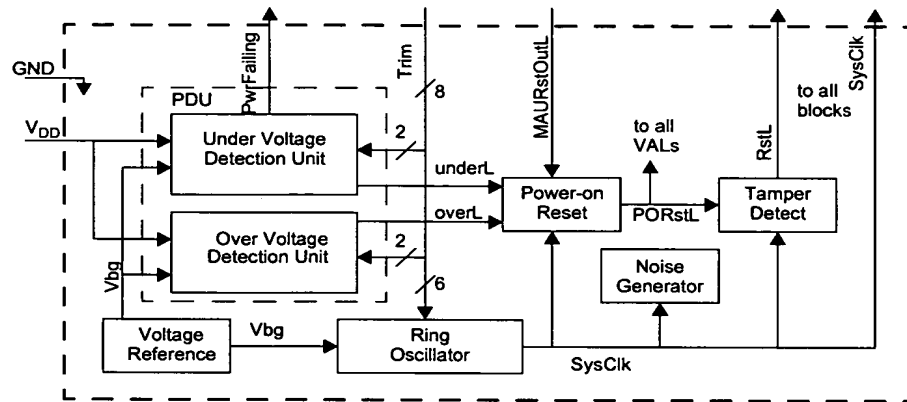 GND
PwrFailing
Trim
8
MAURstOutL
RstL
SysClk
PDU
to all
blocks
VDD
Under Voltage
Detection Unit
2
to all
VALs
underL
Power-on
Reset
PORstL
Tamper
Detect
overL
Over Voltage
Detection Unit
2
6
Vbg
Noise
Generator
Voltage
Reference
Vbg
Ring
Oscillator
SysClk